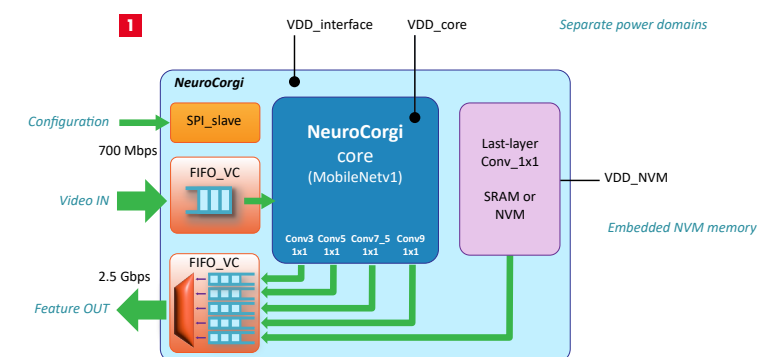 1
VDD_interface
VDD_core
Separate power domains
NeuroCorgi
Configuration
SPI_slave
700 Mbps
Video IN
FIFO_VC
NeuroCorgi
core
(MobileNetv1)
Conv3 Conv5 Conv7_5 Conv9
1x1 1x1 1x1 1x1
Last-layer
Conv_1x1
SRAM or
NVM
VDD_NVM
Embedded NVM memory
2.5 Gbps
Feature OUT
FIFO_VC